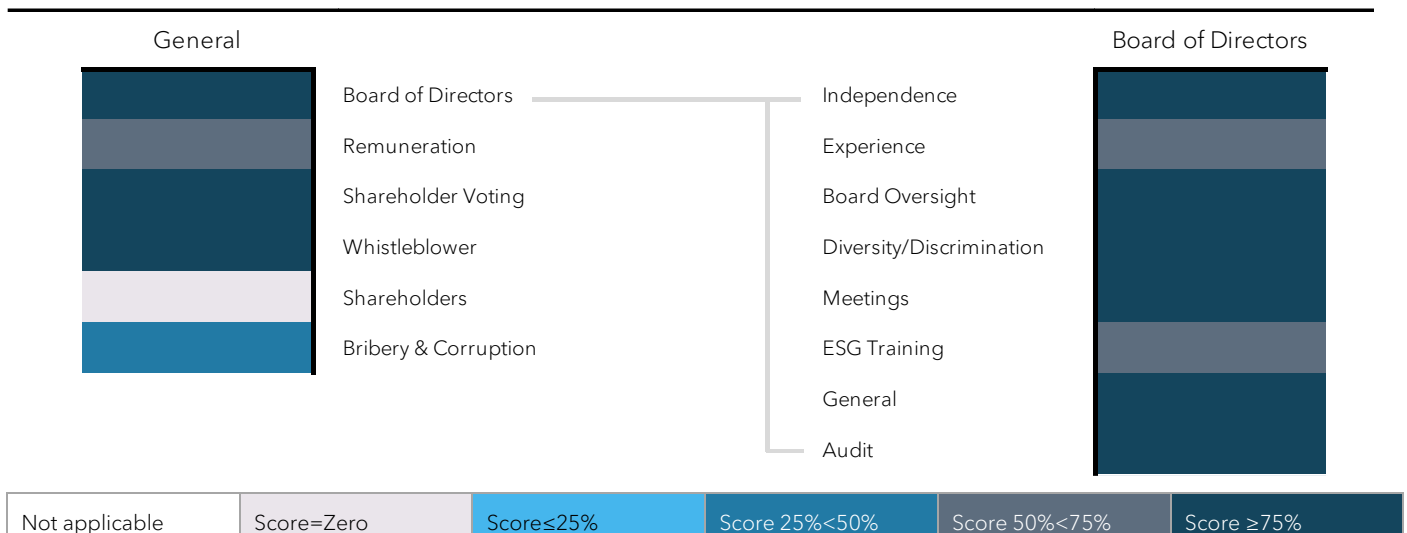 General
Board of Directors
Board of Directors
Remuneration
Shareholder Voting
Whistleblower
Shareholders
Bribery & Corruption
Independence
Experience
Board Oversight
Diversity/Discrimination
Meetings
ESG Training
General
Audit
Not applicable
Score=Zero
Score≤25%
Score 25%<50%
Score 50%<75%
Score ≥75%